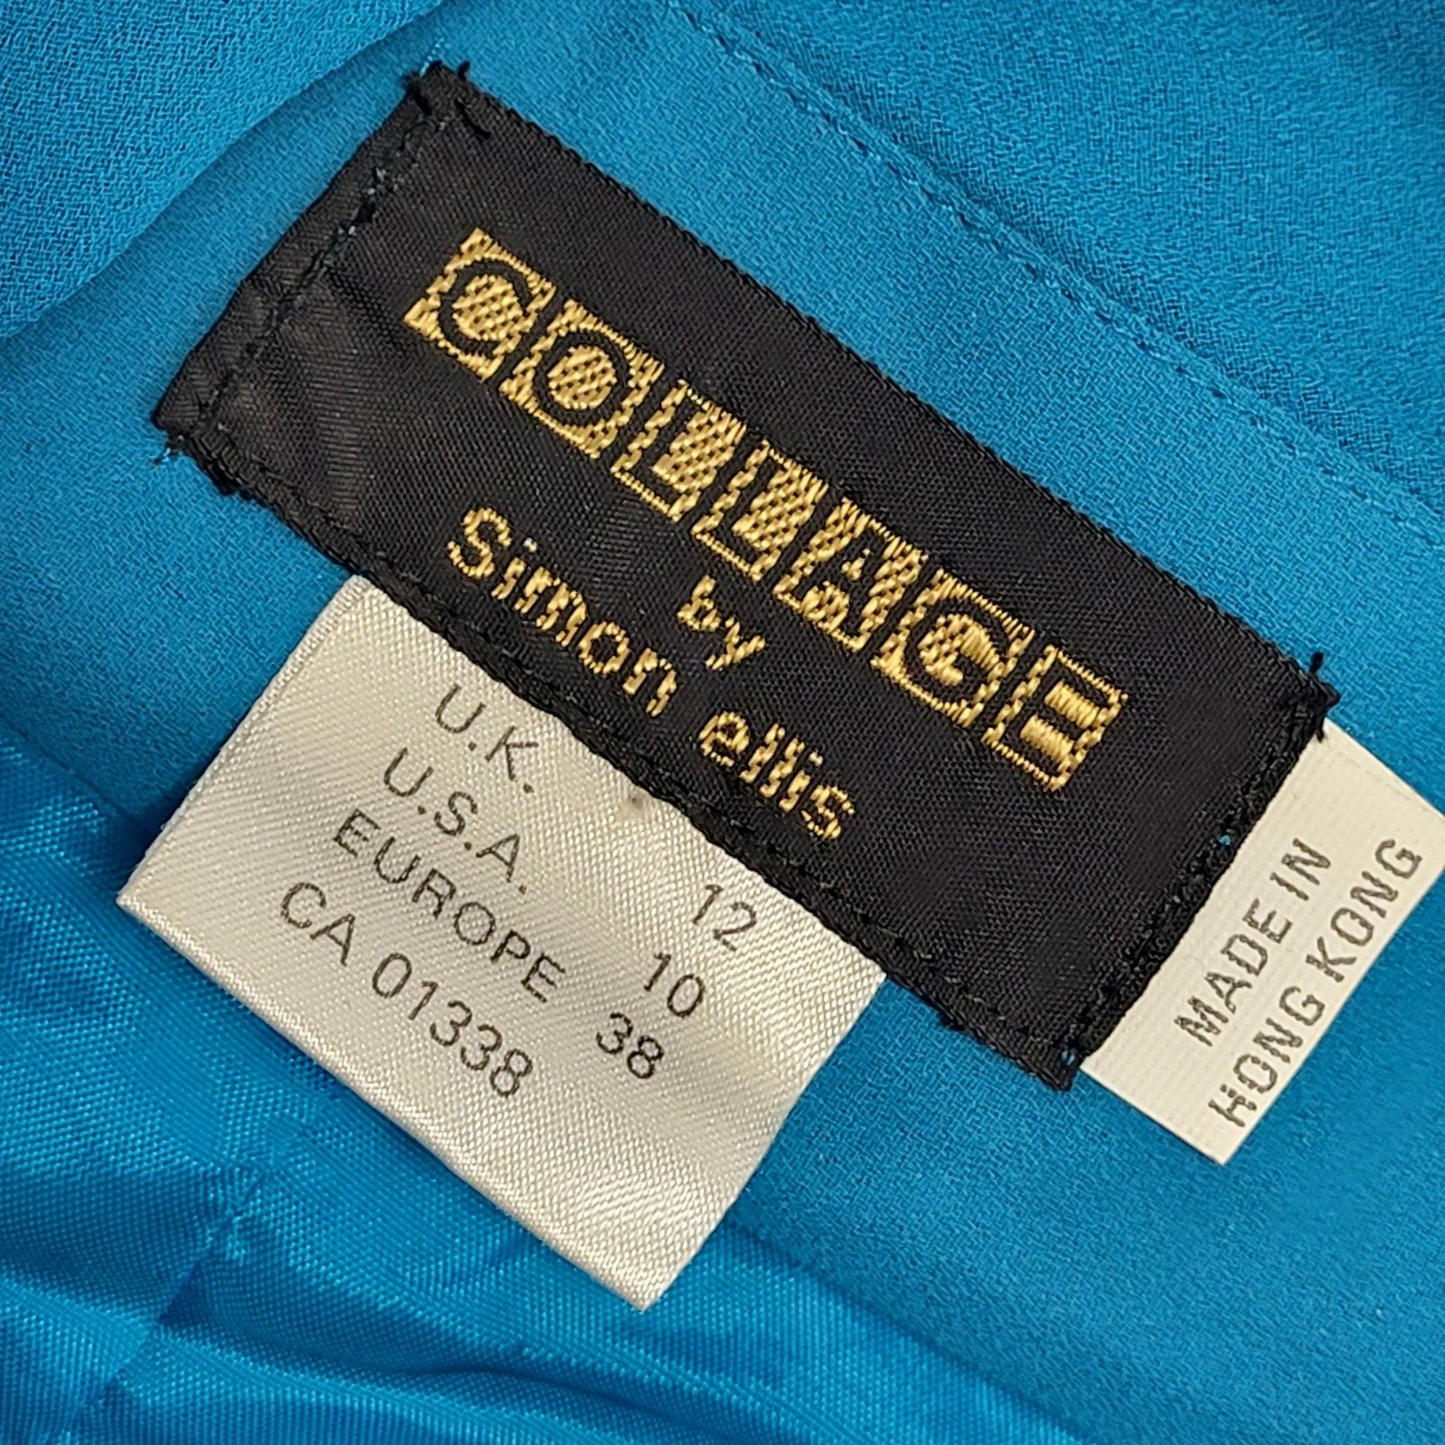 COLLAGE
by
Simon ellis
U.K. 12
U.S.A. 10
EUROPE 38
CA 01338
MADE IN
HONG KONG